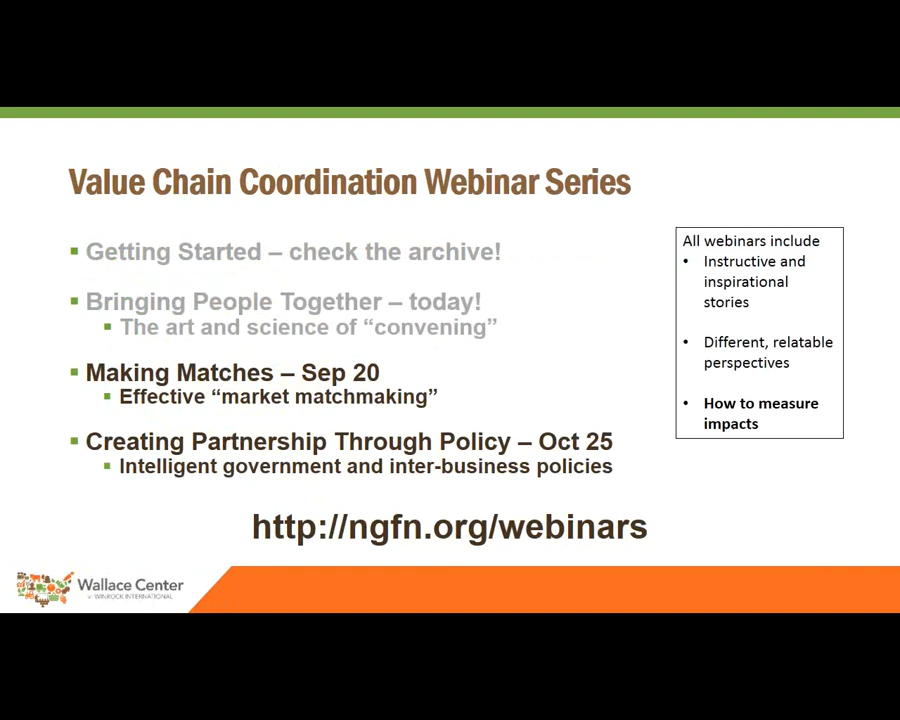 Value Chain Coordination Webinar Series
▪ Getting Started – check the archive!
▪ Bringing People Together – today!
▪ The art and science of “convening”
▪ Making Matches – Sep 20
▪ Effective “market matchmaking”
▪ Creating Partnership Through Policy – Oct 25
▪ Intelligent government and inter-business policies
All webinars include
• Instructive and
inspirational
stories
• Different, relatable
perspectives
• How to measure
impacts
http://ngfn.org/webinars
Wallace Center
at WINROCK INTERNATIONAL